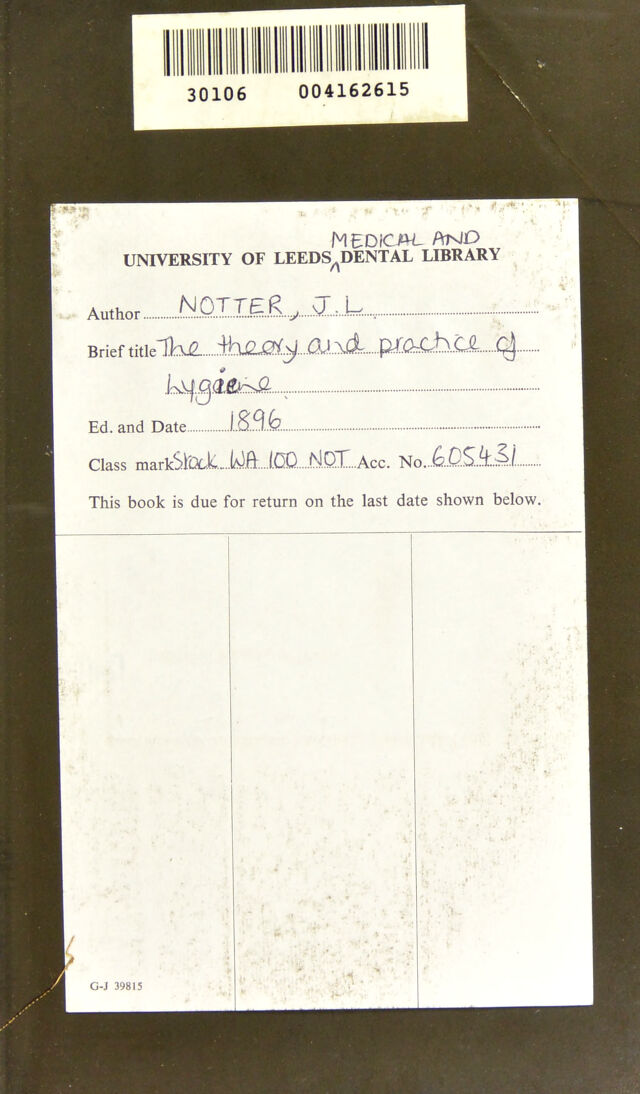 30106 004162615
MEDICAL AND
UNIVERSITY OF LEEDS DENTAL LIBRARY
Author NOTTER, J.L.
Brief title The theory and practice of
hygiene
Ed. and Date 1896
Class mark Stack WA 100 NOT Acc. No. 605431
This book is due for return on the last date shown below.
G-J 39815